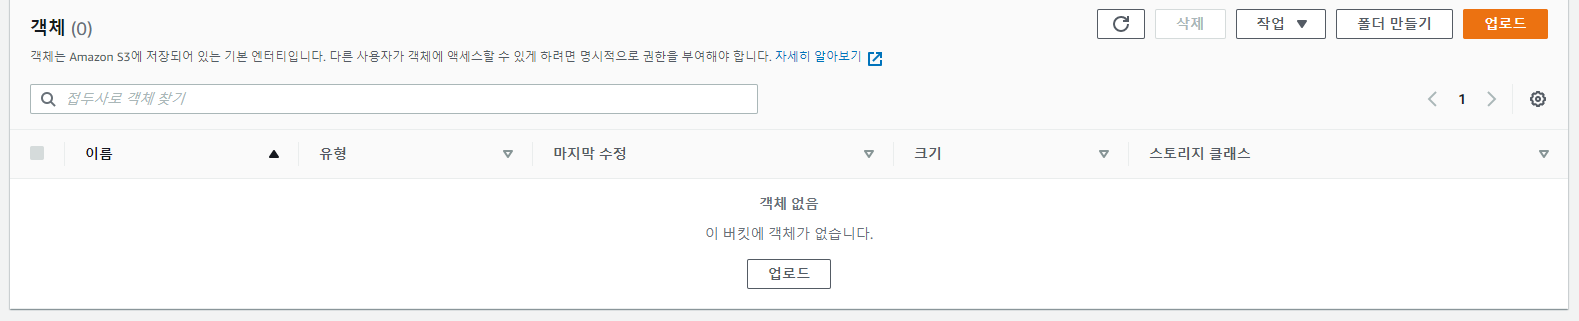 객체 (0)
삭제
작업
폴더 만들기
업로드
객체는 Amazon S3에 저장되어 있는 기본 엔터티입니다. 다른 사용자가 객체에 액세스할 수 있게 하려면 명시적으로 권한을 부여해야 합니다. 자세히 알아보기
접두사로 객체 찾기
1
이름
유형
마지막 수정
크기
스토리지 클래스
객체 없음
이 버킷에 객체가 없습니다.
업로드